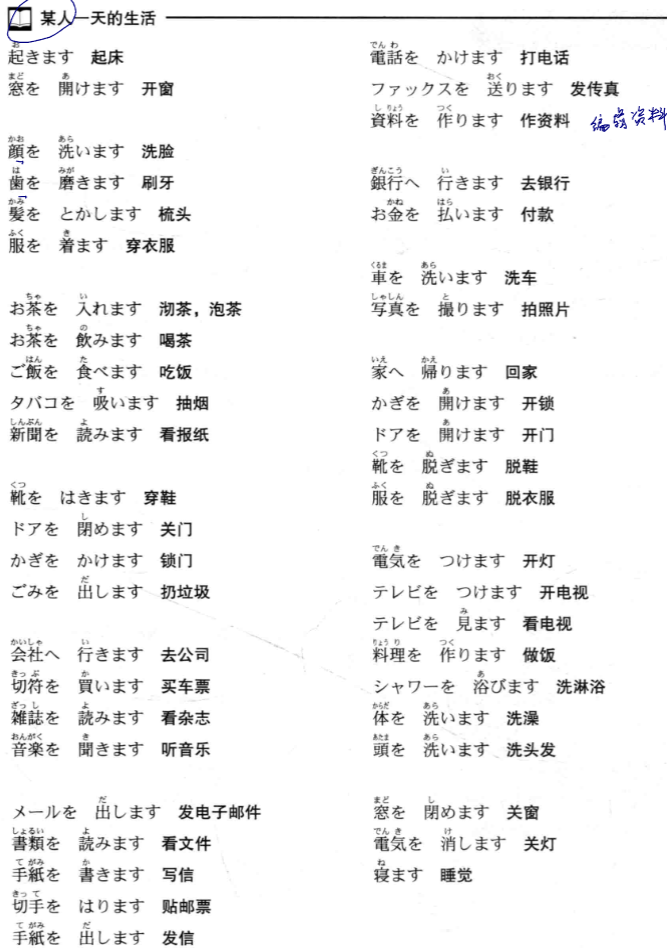 某人一天的生活
起きます 起床
窓を 開けます 开窗
顔を 洗います 洗脸
歯を 磨きます 刷牙
髪を とかします 梳头
服を 着ます 穿衣服
お茶を 入れます 沏茶，泡茶
お茶を 飲みます 喝茶
ご飯を 食べます 吃饭
タバコを 吸います 抽烟
新聞を 読みます 看报纸
靴を はきます 穿鞋
ドアを 閉めます 关门
かぎを かけます 锁门
ごみを 出します 扔垃圾
会社へ 行きます 去公司
切符を 買います 买车票
雑誌を 読みます 看杂志
音楽を 聞きます 听音乐
メールを 出します 发电子邮件
書類を 読みます 看文件
手紙を 書きます 写信
切手を はります 贴邮票
手紙を 出します 发信
電話を かけます 打电话
ファックスを 送ります 发传真
資料を 作ります 作资料 编写资料
銀行へ 行きます 去银行
お金を 払います 付款
車を 洗います 洗车
写真を 撮ります 拍照片
家へ 帰ります 回家
かぎを 開けます 开锁
ドアを 開けます 开门
靴を 脱ぎます 脱鞋
服を 脱ぎます 脱衣服
電気を つけます 开灯
テレビを つけます 开电视
テレビを 見ます 看电视
料理を 作ります 做饭
シャワーを 浴びます 洗淋浴
体を 洗います 洗澡
頭を 洗います 洗头发
窓を 閉めます 关窗
電気を 消します 关灯
寝ます 睡觉